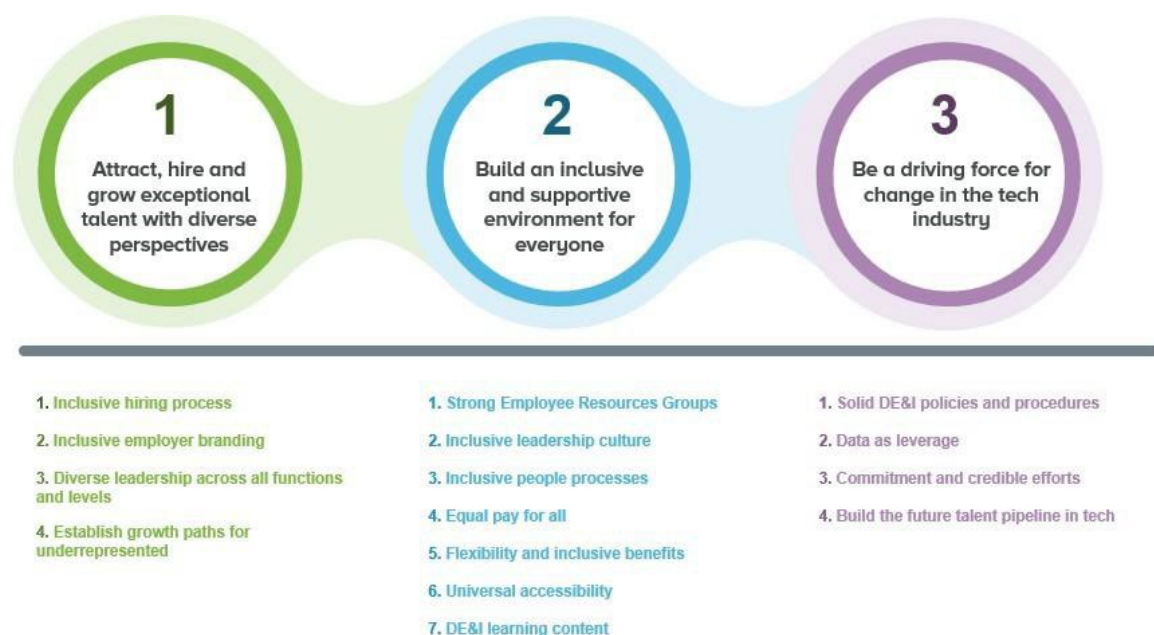 1
Attract, hire and
grow exceptional
talent with diverse
perspectives
2
Build an inclusive
and supportive
environment for
everyone
3
Be a driving force for
change in the tech
industry
1. Inclusive hiring process
2. Inclusive employer branding
3. Diverse leadership across all functions
and levels
4. Establish growth paths for
underrepresented
1. Strong Employee Resources Groups
2. Inclusive leadership culture
3. Inclusive people processes
4. Equal pay for all
5. Flexibility and inclusive benefits
6. Universal accessibility
7. DE&I learning content
1. Solid DE&I policies and procedures
2. Data as leverage
3. Commitment and credible efforts
4. Build the future talent pipeline in tech